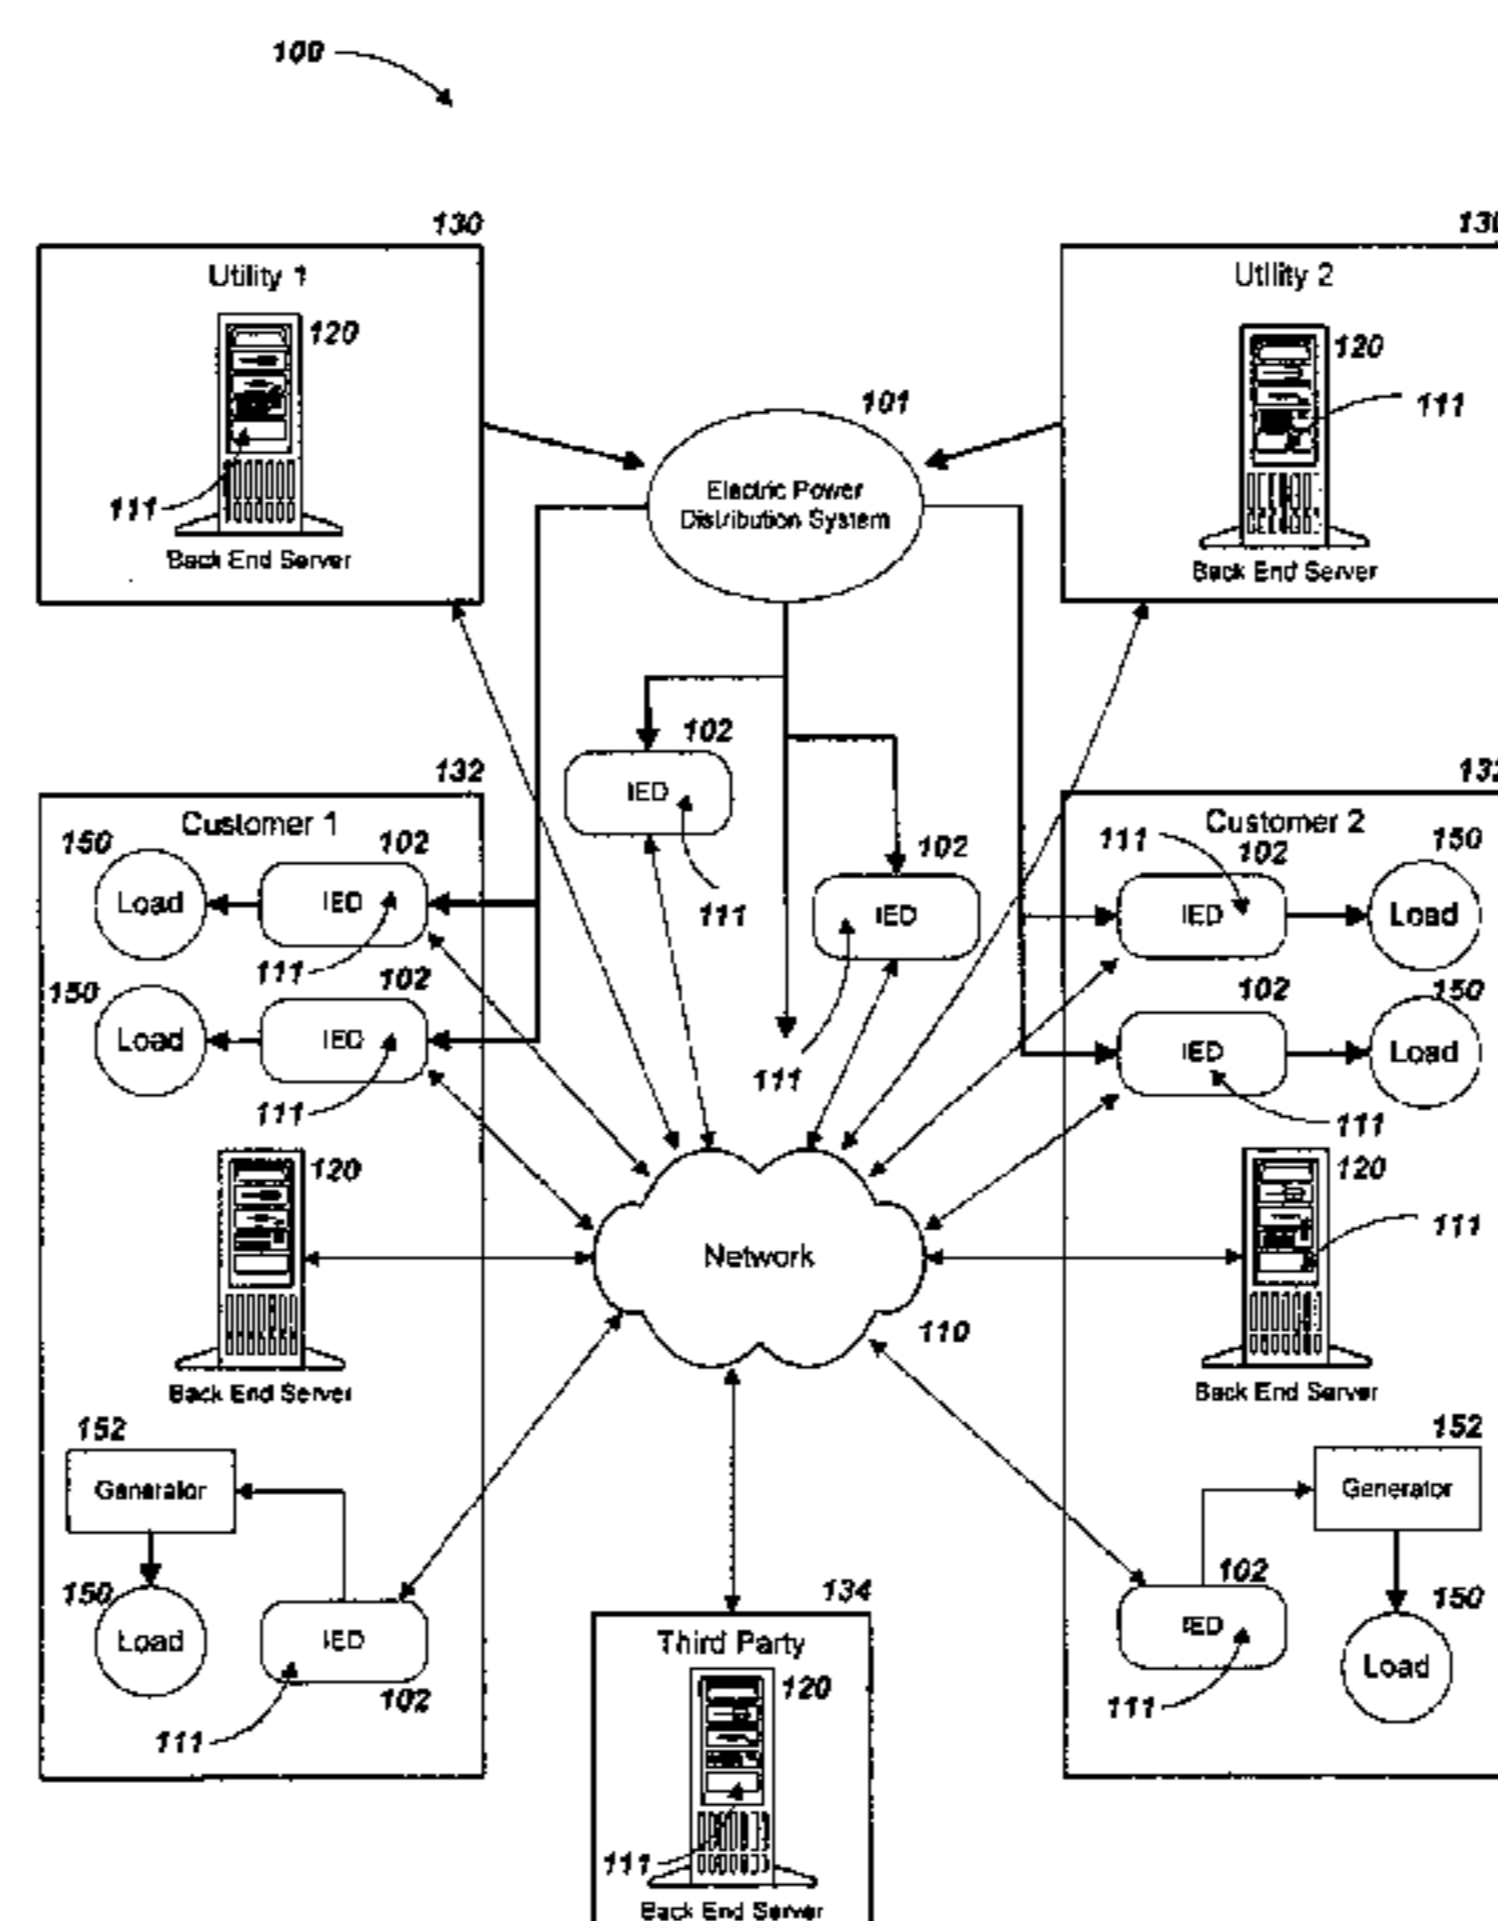 100
130
130
Utility 1
Utility 2
120
120
101
111
Electric Power
Distribution System
111
Back End Server
Back End Server
102
132
132
IED
Customer 1
Customer 2
150
102
102
111
102
150
Load
IED
111
IED
IED
Load
111
150
102
102
150
Load
IED
111
IED
Load
111
111
120
120
111
Network
110
Back End Server
Back End Server
152
152
Generator
Generator
134
102
150
150
Load
IED
Third Party
IED
Load
102
120
111
111
111
Back End Server